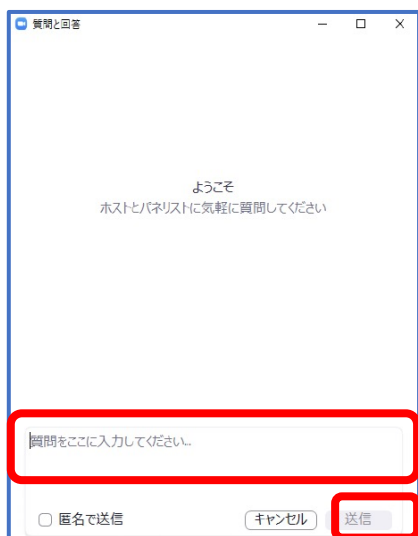 質問と回答
ようこそ
ホストとパネリストに気軽に質問してください
質問をここに入力してください...
匿名で送信
キャンセル
送信